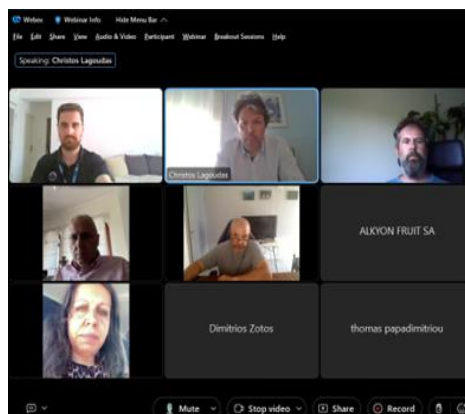 Webex Webinar Info Hide Menu Bar
File Edit Share View Audio & Video Participant Webinar Breakout Sessions Help
Speaking: Christos Lagoudas
Christos Lagoudas
ALKYON FRUIT SA
Dimitrios Zotos
thomas papadimitriou
Mute Stop video Share Record